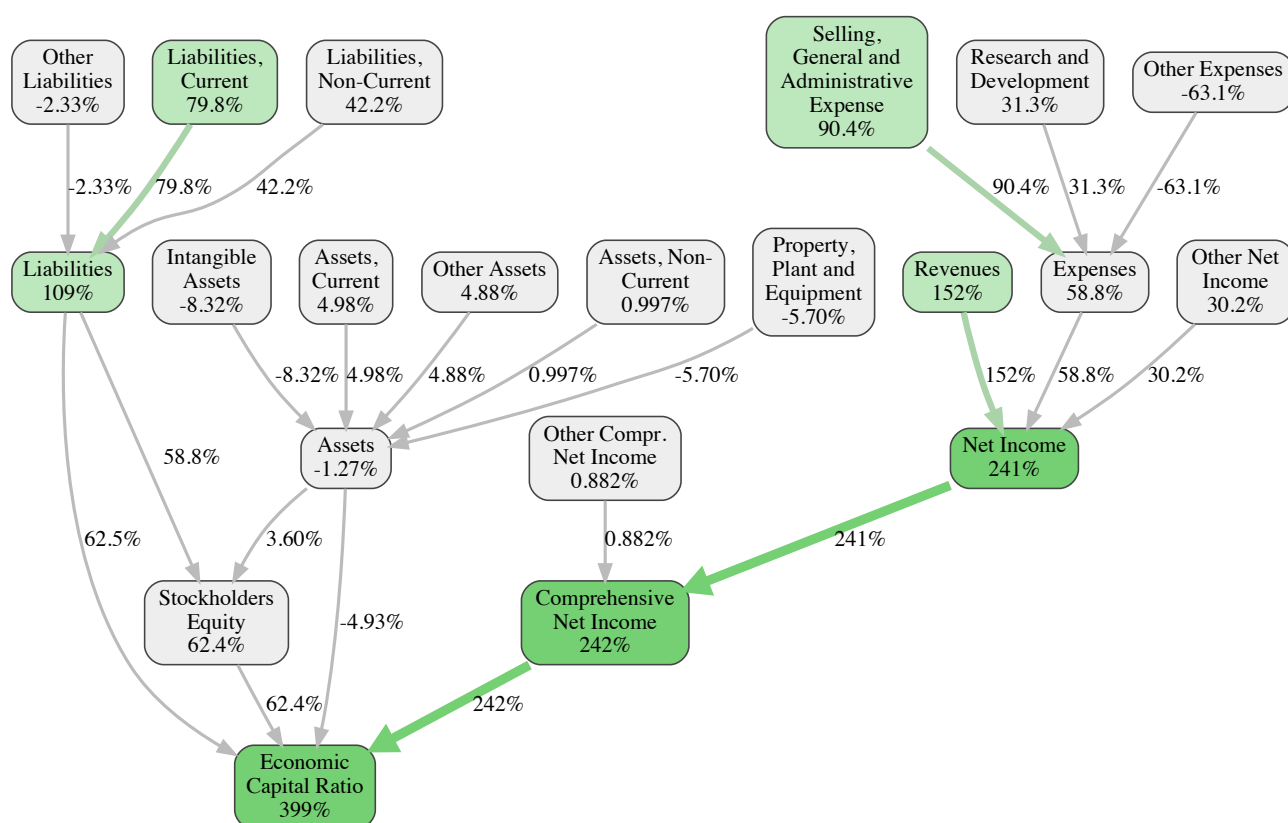 Other
Liabilities
-2.33%
Liabilities,
Current
79.8%
Liabilities,
Non-Current
42.2%
Selling,
General and
Administrative
Expense
90.4%
Research and
Development
31.3%
Other Expenses
-63.1%
-2.33%
79.8%
42.2%
90.4%
31.3%
-63.1%
Liabilities
109%
Intangible
Assets
-8.32%
Assets,
Current
4.98%
Other Assets
4.88%
Assets, Non-
Current
0.997%
Property,
Plant and
Equipment
-5.70%
Revenues
152%
Expenses
58.8%
Other Net
Income
30.2%
-8.32%
4.98%
4.88%
0.997%
-5.70%
152%
58.8%
30.2%
58.8%
Assets
-1.27%
Other Compr.
Net Income
0.882%
Net Income
241%
62.5%
3.60%
0.882%
241%
Stockholders
Equity
62.4%
-4.93%
Comprehensive
Net Income
242%
62.4%
242%
Economic
Capital Ratio
399%